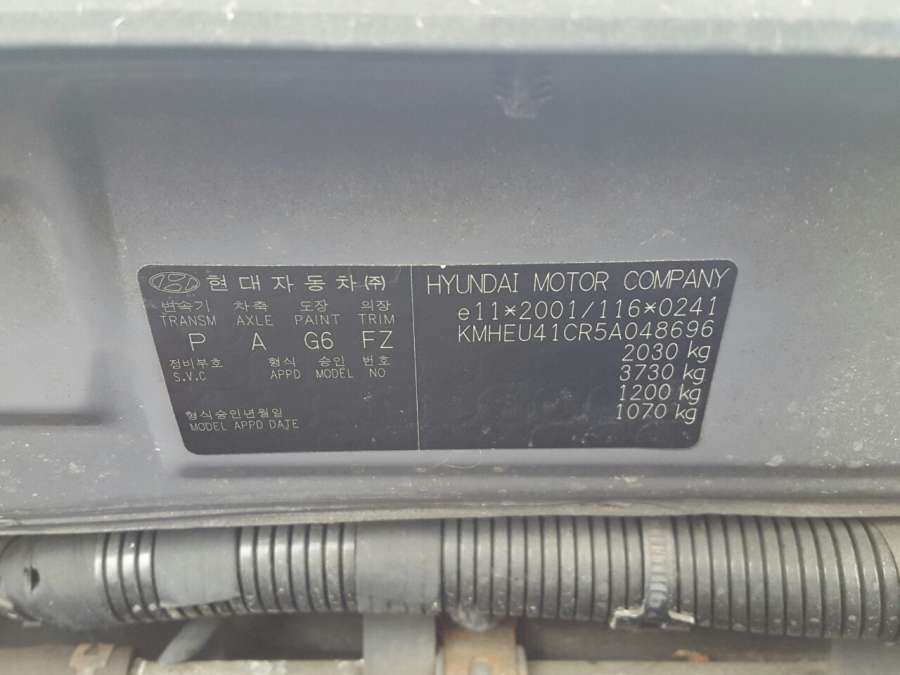 현대자동차(주)
변속기 차축 도장 의장
TRANSM AXLE PAINT TRIM
P A G6 FZ
정비부호 형식 승인 번호
S.V.C APPD MODEL NO
형식승인년월일
MODEL APPD DATE
HYUNDAI MOTOR COMPANY
e11*2001/116*0241
KMHEU41CR5A048696
2030 kg
3730 kg
1200 kg
1070 kg